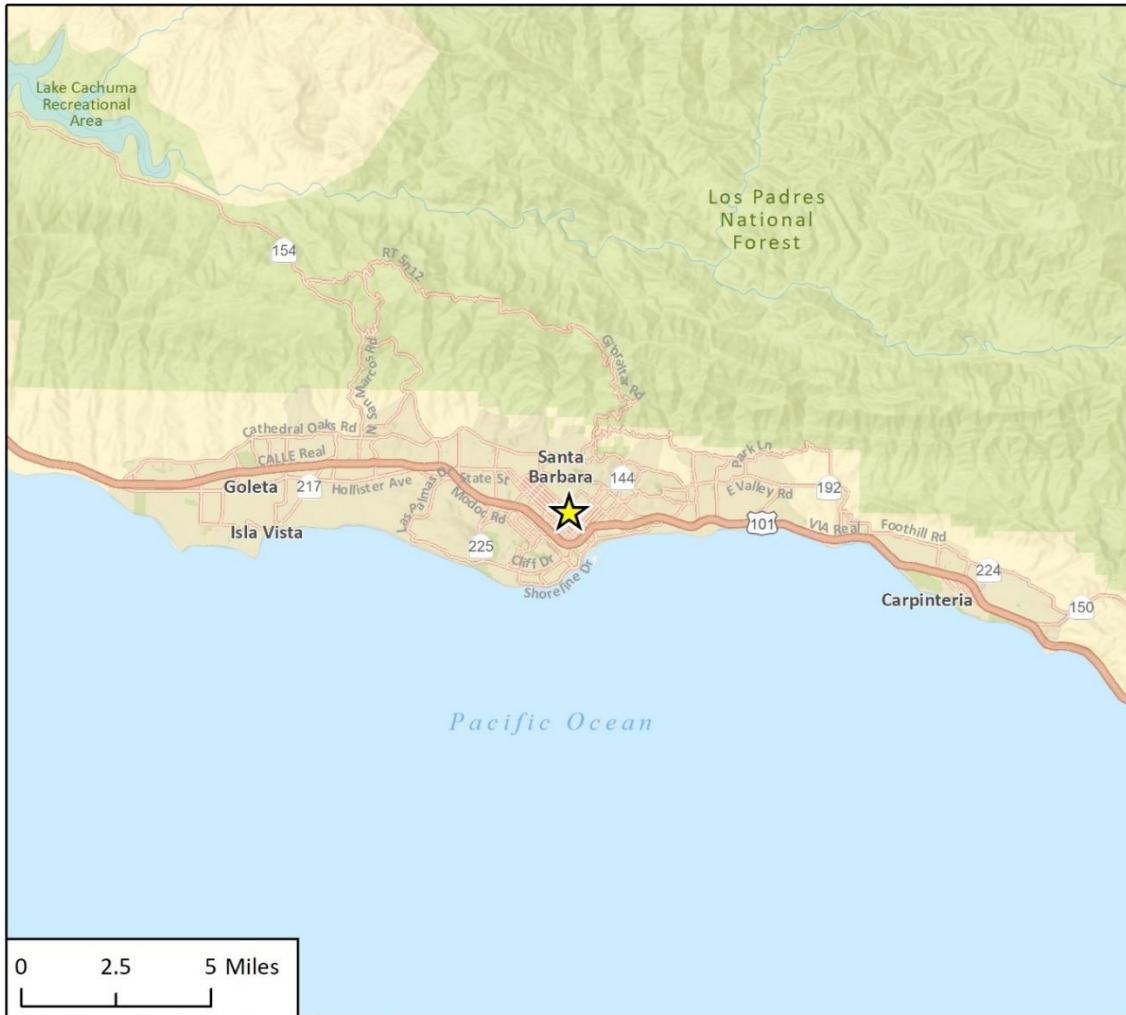 Lake Cachuma
Recreational
Area
Los Padres
National
Forest
154
RT 5n12
Gibraltar Rd
N San Marcos Rd
Cathedral Oaks Rd
CALLE Real
Goleta
217
Hollister Ave
Las Palmas Dr
State St
Modoc Rd
Santa
Barbara
144
Park Ln
E Valley Rd
192
Isla Vista
225
Cliff Dr
Shoreline Dr
101
VIA Real
Foothill Rd
224
Carpinteria
150
Pacific Ocean
0 2.5 5 Miles